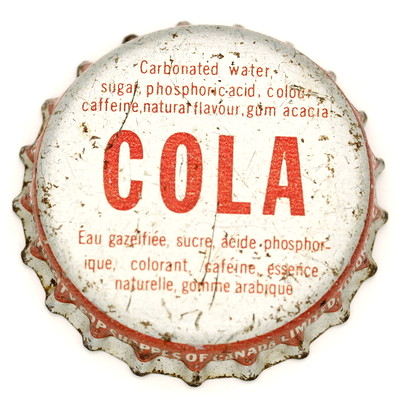 Carbonated water,
sugar, phosphoric acid, colour
caffeine, natural flavour, gum acacia
COLA
Eau gazéifiée, sucre, acide phosphor-
ique, colorant, caféine, essence
naturelle, gomme arabique
OF CANADA LIMITED